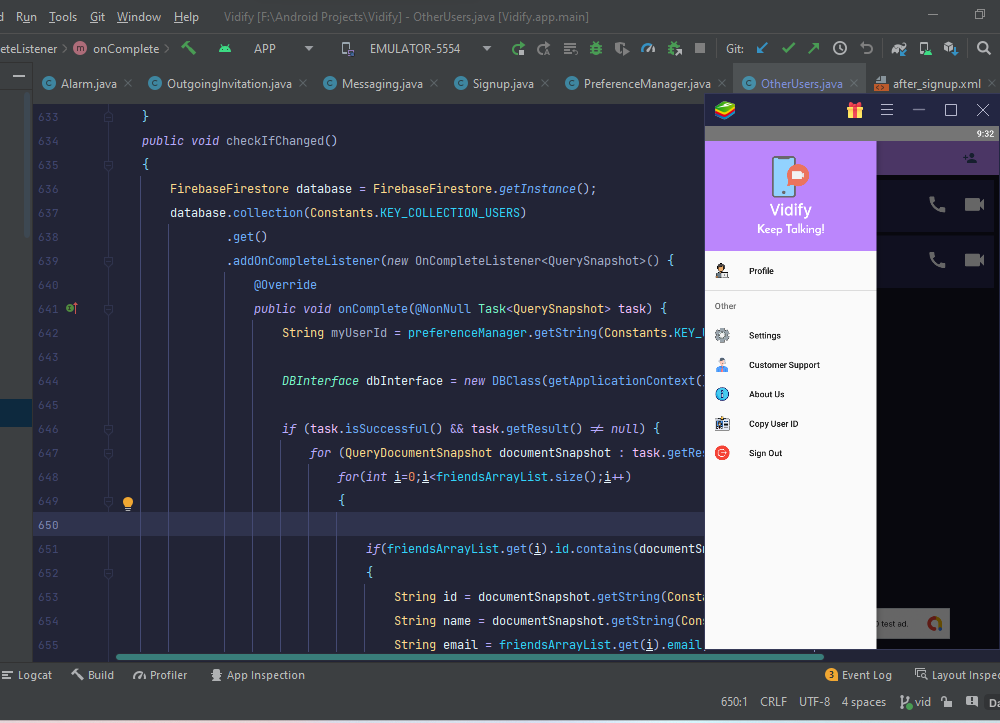 Run Tools Git Window Help Vidify [F:\Android Projects\Vidify] - OtherUsers.java [Vidify.app.main]
eteListener onComplete APP EMULATOR-5554 Git:
Alarm.java OutgoingInvitation.java Messaging.java Signup.java PreferenceManager.java OtherUsers.java after_signup.xml
633 }
634 public void checkIfChanged()
635 {
636 FirebaseFirestore database = FirebaseFirestore.getInstance();
637 database.collection(Constants.KEY_COLLECTION_USERS)
638 .get()
639 .addOnCompleteListener(new OnCompleteListener<QuerySnapshot>() {
640 @Override
641 public void onComplete(@NonNull Task<QuerySnapshot> task) {
642 String myUserId = preferenceManager.getString(Constants.KEY_
643
644 DBInterface dbInterface = new DBClass(getApplicationContext(
645
646 if (task.isSuccessful() && task.getResult() ≠ null) {
647 for (QueryDocumentSnapshot documentSnapshot : task.getRes
648 for(int i=0;i<friendsArrayList.size();i++)
649 {
650
651 if(friendsArrayList.get(i).id.contains(documentSn
652 {
653 String id = documentSnapshot.getString(Consta
654 String name = documentSnapshot.getString(Cons
655 String email = friendsArrayList.get(i).email
9:32
Vidify
Keep Talking!
Profile
Other
Settings
Customer Support
About Us
Copy User ID
Sign Out
test ad.
Logcat Build Profiler App Inspection 3 Event Log Layout Inspec
650:1 CRLF UTF-8 4 spaces vid Da